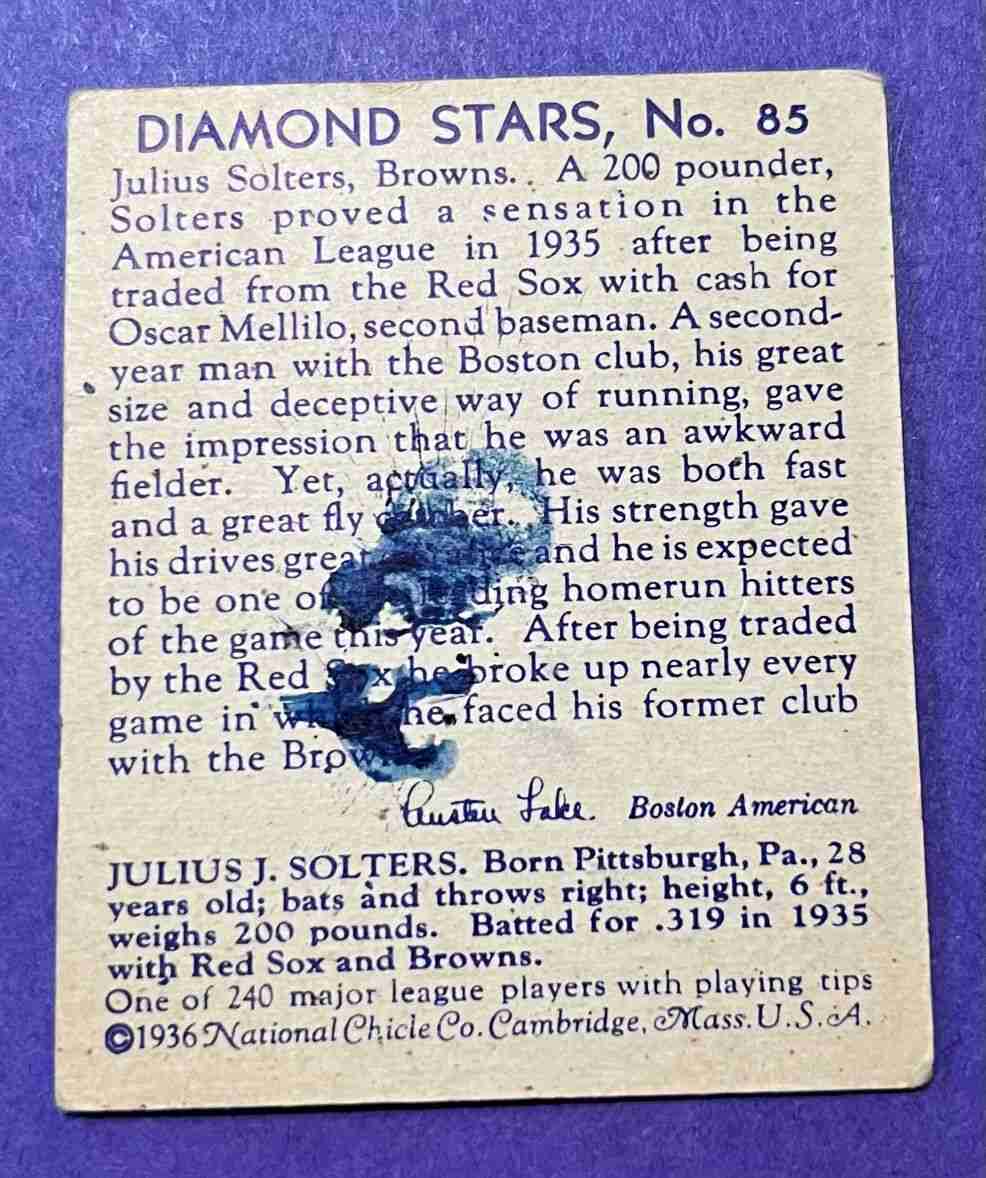 DIAMOND STARS, No. 85
Julius Solters, Browns. A 200 pounder,
Solters proved a sensation in the
American League in 1935 after being
traded from the Red Sox with cash for
Oscar Mellilo, second baseman. A second-
year man with the Boston club, his great
size and deceptive way of running, gave
the impression that he was an awkward
fielder. Yet, actually, he was both fast
and a great fly His strength gave
his drives great and he is expected
to be one of homerun hitters
of the game this year. After being traded
by the Red Sox he broke up nearly every
game in he faced his former club
with the
Austen Lake. Boston American
JULIUS J. SOLTERS. Born Pittsburgh, Pa., 28
years old; bats and throws right; height, 6 ft.,
weighs 200 pounds. Batted for .319 in 1935
with Red Sox and Browns.
One of 240 major league players with playing tips
©1936 National Chicle Co. Cambridge, Mass. U.S.A.